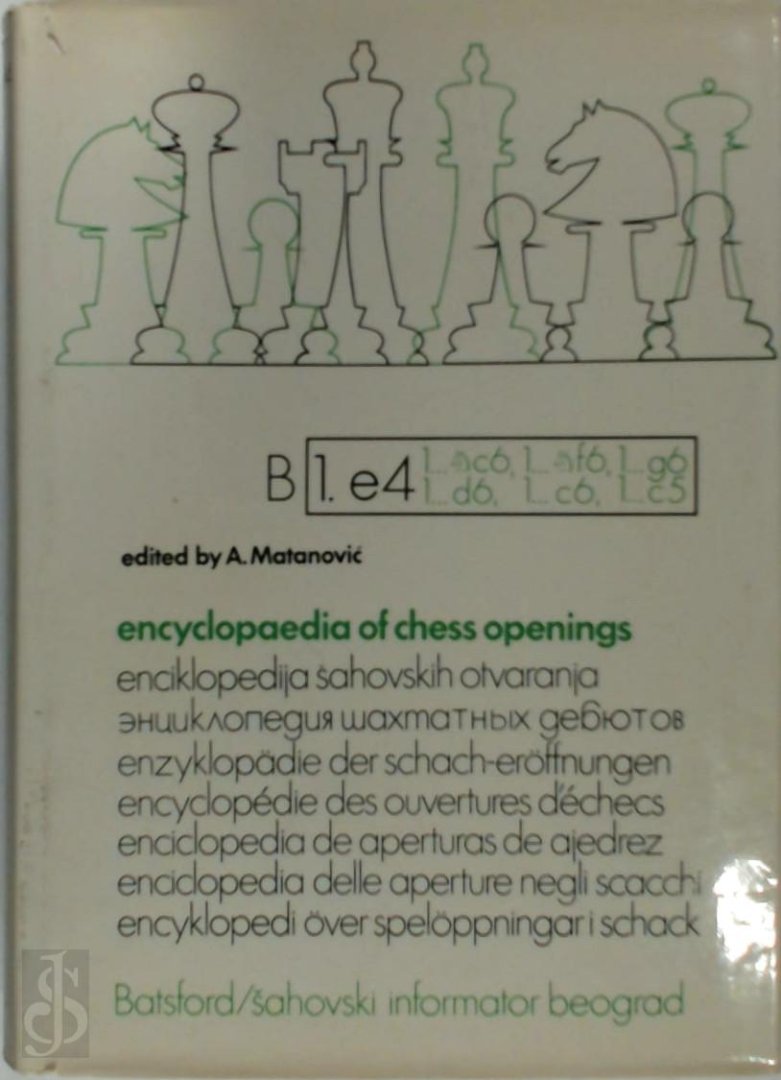 B 1. e4 1... ♞c6, 1... ♞f6, 1... g6
1... d6, 1... c6, 1... c5
edited by A. Matanović
encyclopaedia of chess openings
enciklopedija šahovskih otvaranja
энциклопедия шахматных дебютов
enzyklopädie der schach-eröffnungen
encyclopédie des ouvertures d'échecs
enciclopedia de aperturas de ajedrez
enciclopedia delle aperture negli scacchi
encyklopedi över spelöppningar i schack
Batsford/šahovski informator beograd